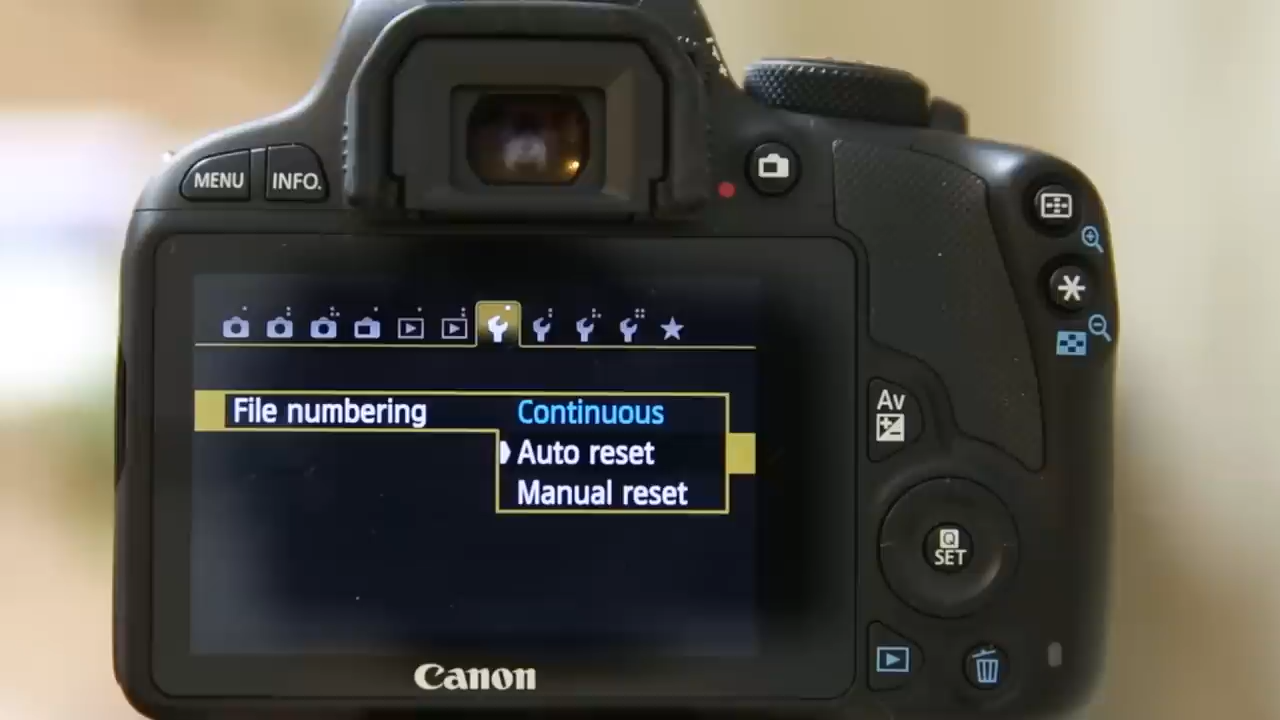 MENU
INFO.
File numbering
Continuous
Auto reset
Manual reset
Av
Q
SET
Canon